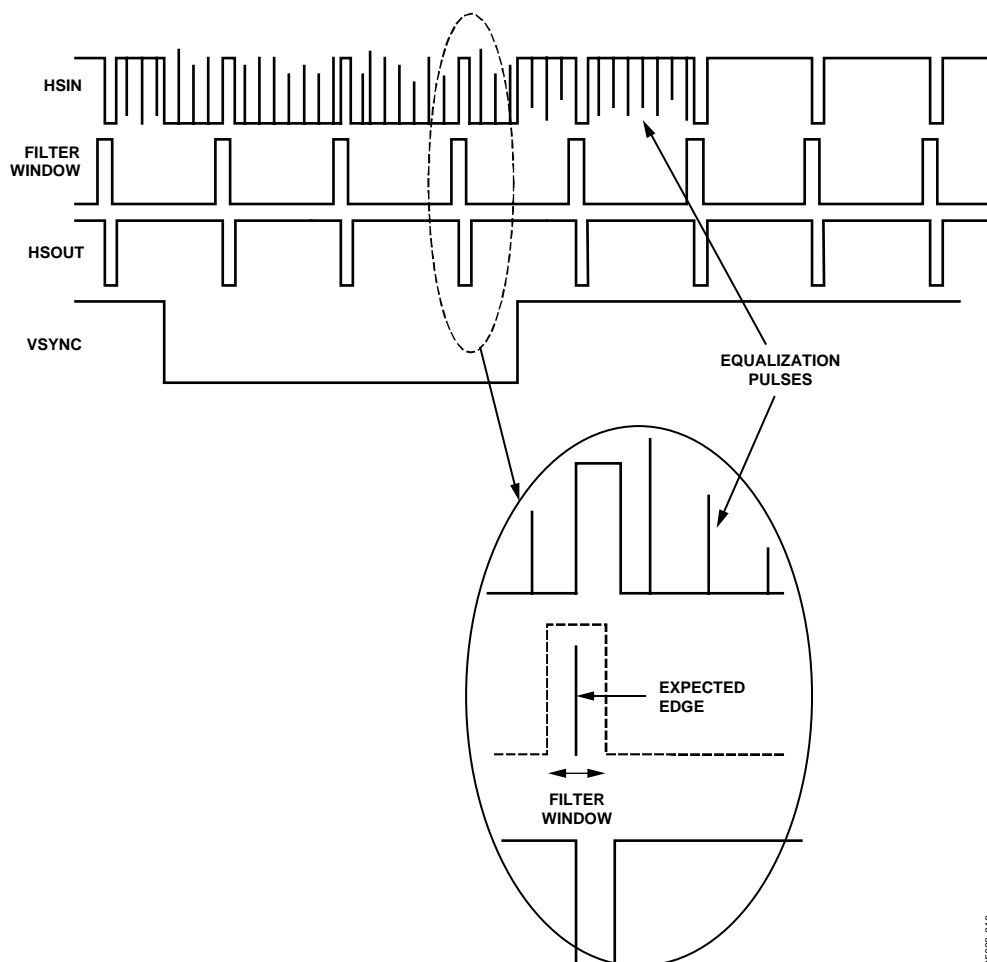 HSIN
FILTER
WINDOW
HSOUT
VSYNC
EQUALIZATION
PULSES
EXPECTED
EDGE
FILTER
WINDOW